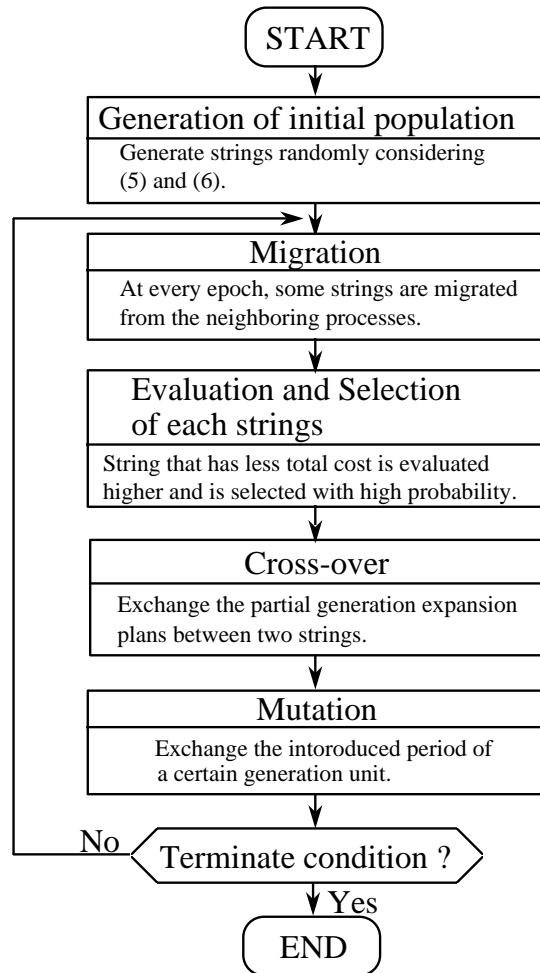 START
Generation of initial population
Generate strings randomly considering
(5) and (6).
Migration
At every epoch, some strings are migrated
from the neighboring processes.
Evaluation and Selection
of each strings
String that has less total cost is evaluated
higher and is selected with high probability.
Cross-over
Exchange the partial generation expansion
plans between two strings.
Mutation
Exchange the intoroduced period of
a certain generation unit.
No
Terminate condition ?
Yes
END